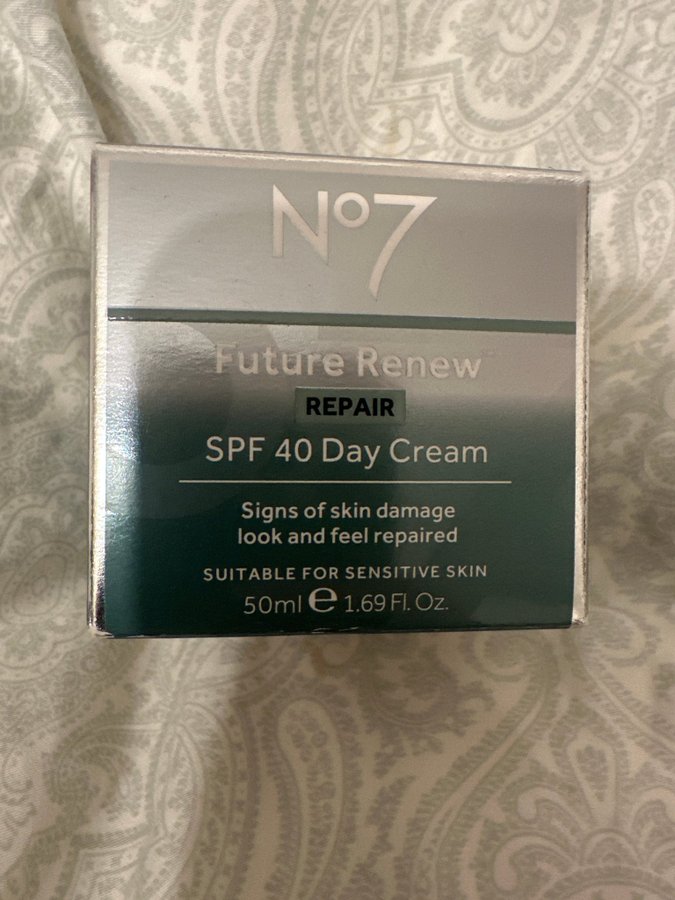 Nº7
Future Renew
REPAIR
SPF 40 Day Cream
Signs of skin damage
look and feel repaired
SUITABLE FOR SENSITIVE SKIN
50ml ℮ 1.69 Fl. Oz.